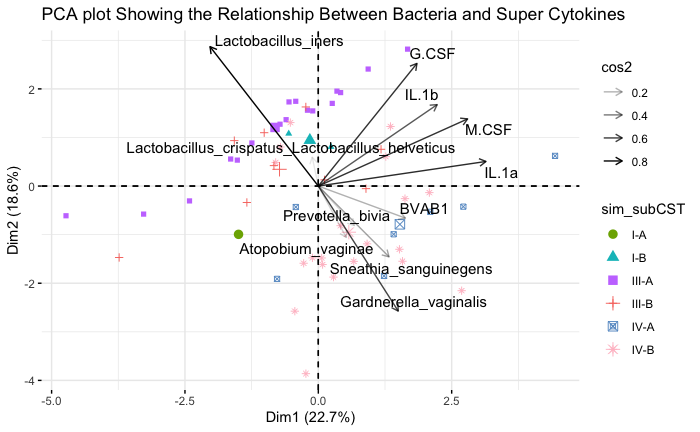 PCA plot Showing the Relationship Between Bacteria and Super Cytokines
Lactobacillus_iners
G.CSF
IL.1b
M.CSF
Lactobacillus_crispatus_Lactobacillus_helveticus
IL.1a
BVAB1
Prevotella_bivia
Atopobium_vaginae
Sneathia_sanguinegens
Gardnerella_vaginalis
2
0
-2
-4
Dim2 (18.6%)
-5.0
-2.5
0.0
2.5
Dim1 (22.7%)
cos2
0.2
0.4
0.6
0.8
sim_subCST
I-A
I-B
III-A
III-B
IV-A
IV-B